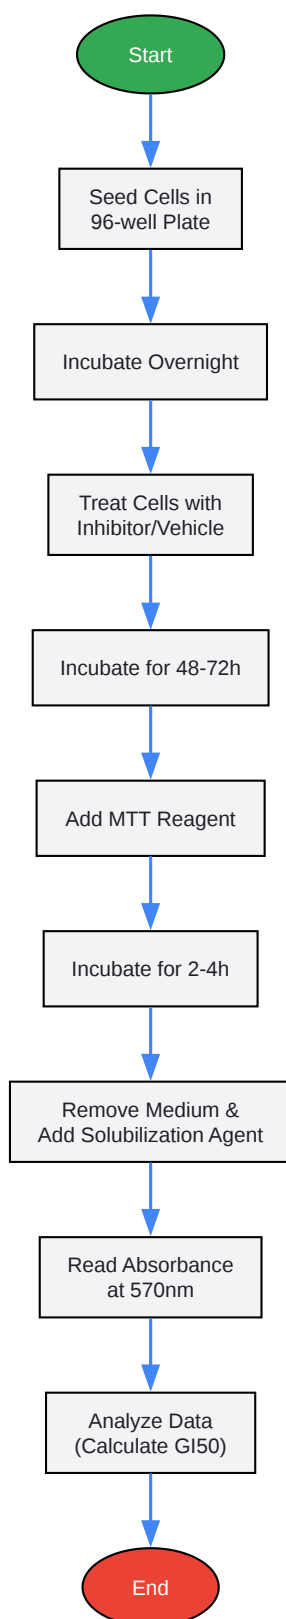 Start
Seed Cells in
96-well Plate
Incubate Overnight
Treat Cells with
Inhibitor/Vehicle
Incubate for 48-72h
Add MTT Reagent
Incubate for 2-4h
Remove Medium &
Add Solubilization Agent
Read Absorbance
at 570nm
Analyze Data
(Calculate GI50)
End